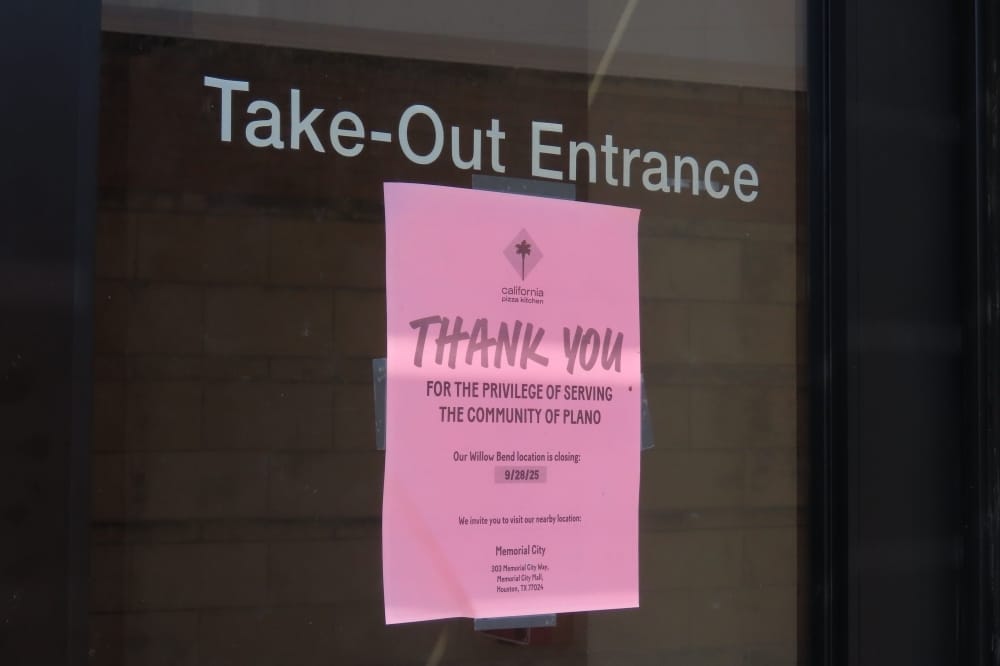 Take-Out Entrance
california
pizza kitchen
THANK YOU
FOR THE PRIVILEGE OF SERVING
THE COMMUNITY OF PLANO
Our Willow Bend location is closing:
9/28/25
We invite you to visit our nearby location:
Memorial City
303 Memorial City Way,
Memorial City Mall,
Houston, TX 77024